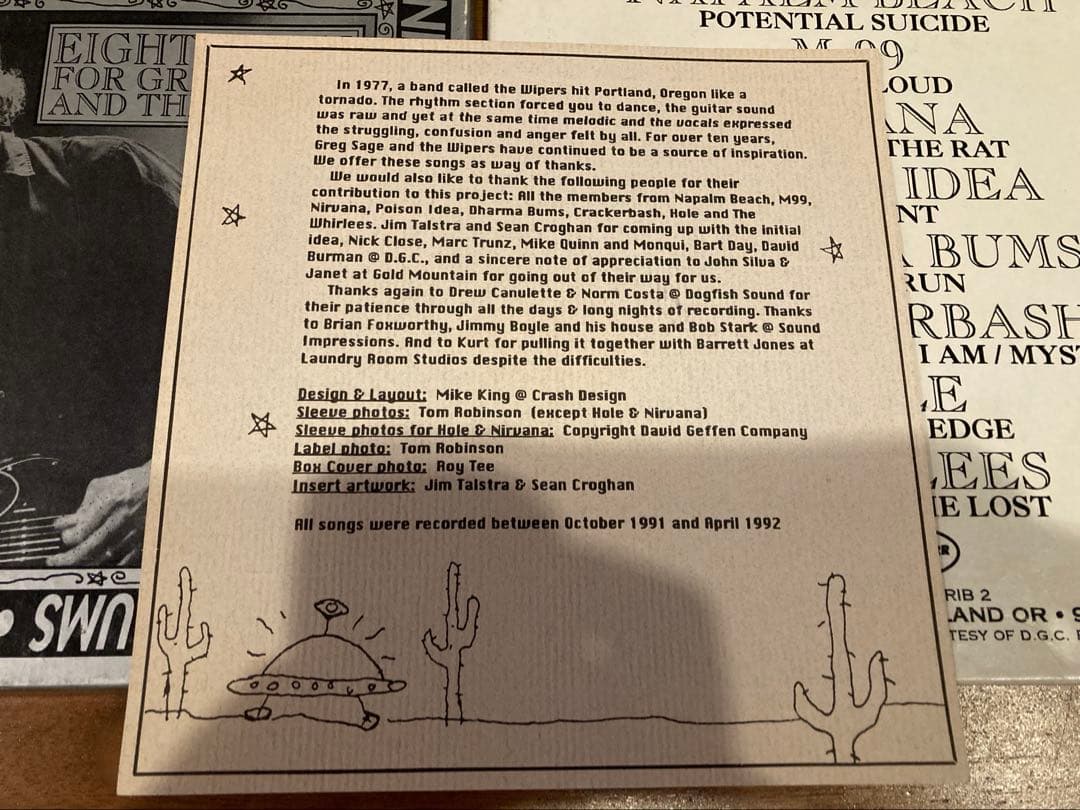 EIGHT
FOR GR
AND TH
UMS
In 1977, a band called the Wipers hit Portland, Oregon like a
tornado. The rhythm section forced you to dance, the guitar sound
was raw and yet at the same time melodic and the vocals expressed
the struggling, confusion and anger felt by all. For over ten years,
Greg Sage and the Wipers have continued to be a source of inspiration.
We offer these songs as way of thanks.
We would also like to thank the following people for their
contribution to this project: All the members from Napalm Beach, M99,
Nirvana, Poison Idea, Dharma Bums, Crackerbash, Hole and The
Whirlees. Jim Talstra and Sean Croghan for coming up with the initial
idea, Nick Close, Marc Trunz, Mike Quinn and Monqui, Bart Day, David
Burman @ D.G.C., and a sincere note of appreciation to John Silva &
Janet at Gold Mountain for going out of their way for us.
Thanks again to Drew Canulette & Norm Costa @ Dogfish Sound for
their patience through all the days & long nights of recording. Thanks
to Brian Foxworthy, Jimmy Boyle and his house and Bob Stark @ Sound
Impressions. And to Kurt for pulling it together with Barrett Jones at
Laundry Room Studios despite the difficulties.
Design & Layout: Mike King @ Crash Design
Sleeve photos: Tom Robinson (except Hole & Nirvana)
Sleeve photos for Hole & Nirvana: Copyright David Geffen Company
Label photo: Tom Robinson
Box Cover photo: Roy Tee
Insert artwork: Jim Talstra & Sean Croghan
All songs were recorded between October 1991 and April 1992
NAPALM BEACH
POTENTIAL SUICIDE
M-99
LOUD
ANA
THE RAT
IDEA
NT
A BUMS
RUN
RBASH
I AM / MYST
LE
EDGE
LEES
HE LOST
RIB 2
LAND OR • 9
TESY OF D.G.C.